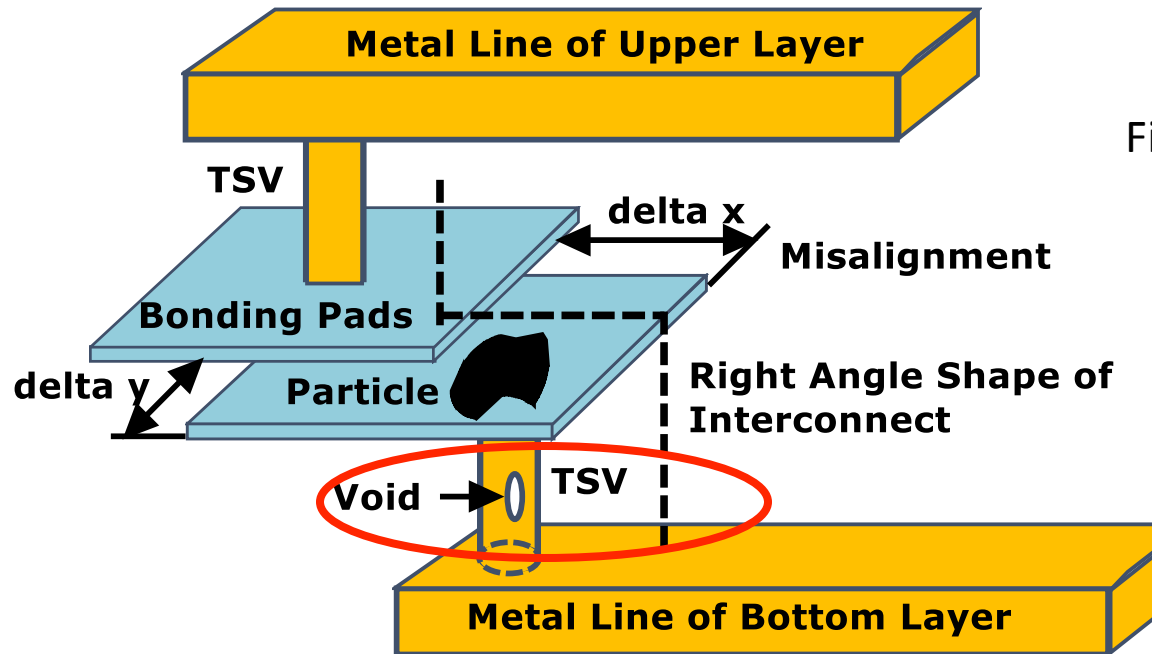 Metal Line of Upper Layer
Fi
TSV
delta x
Misalignment
Bonding Pads
delta y
Particle
Right Angle Shape of
Interconnect
Void
TSV
Metal Line of Bottom Layer